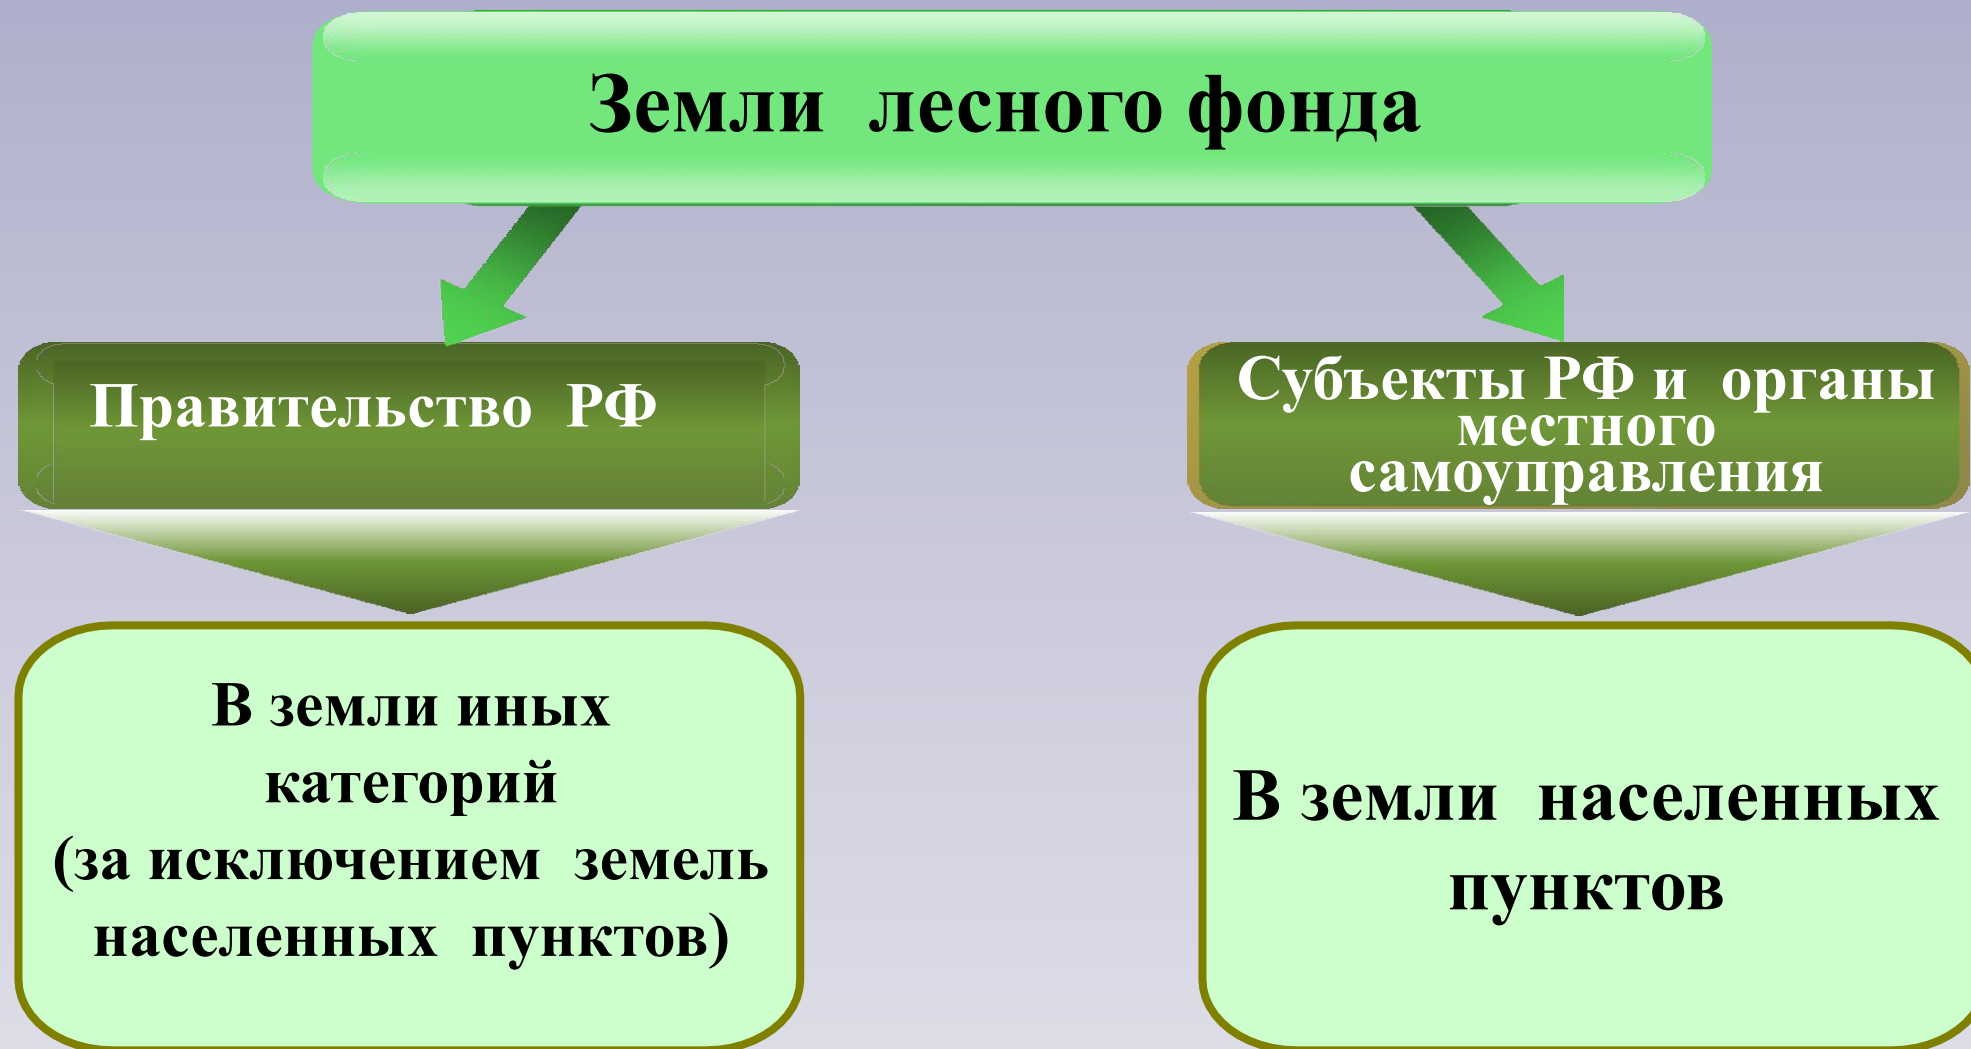 Земли лесного фонда
Правительство РФ
Субъекты РФ и органы
местного
самоуправления
В земли иных
категорий
(за исключением земель
населенных пунктов)
В земли населенных
пунктов